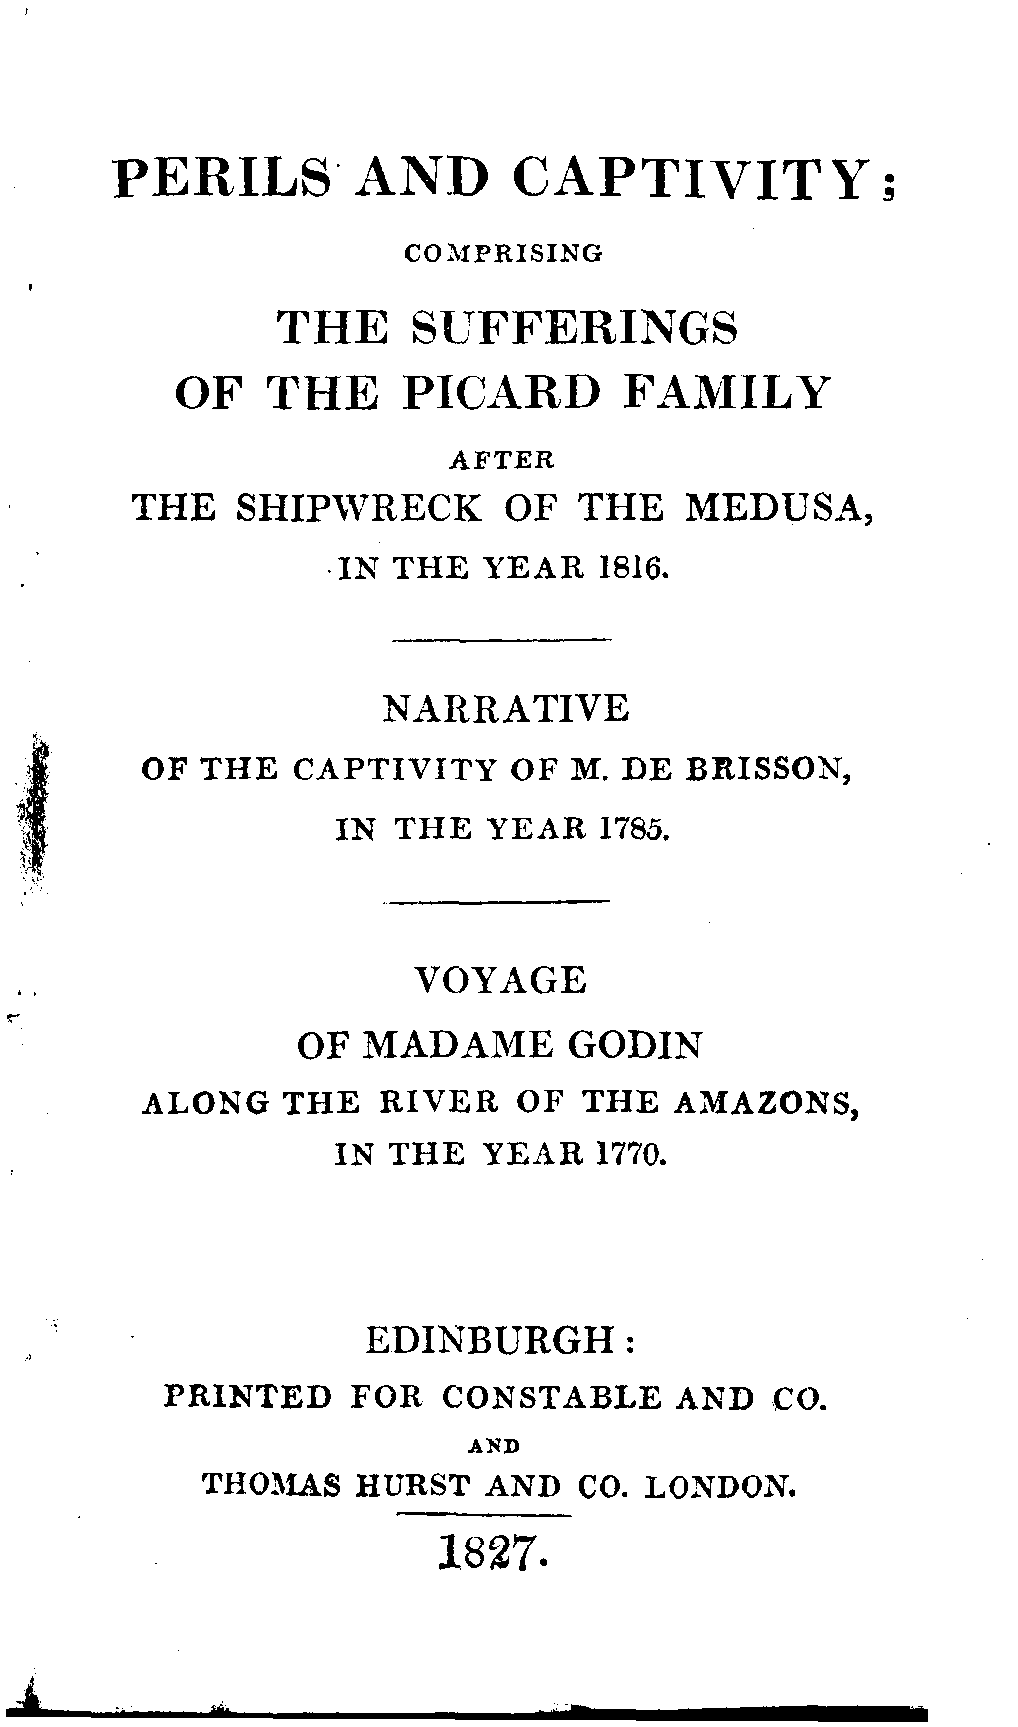 PERILS AND CAPTIVITY;
COMPRISING
THE SUFFERINGS
OF THE PICARD FAMILY
AFTER
THE SHIPWRECK OF THE MEDUSA,
IN THE YEAR 1816.
NARRATIVE
OF THE CAPTIVITY OF M. DE BRISSON,
IN THE YEAR 1785.
VOYAGE
OF MADAME GODIN
ALONG THE RIVER OF THE AMAZONS,
IN THE YEAR 1770.
EDINBURGH:
PRINTED FOR CONSTABLE AND CO.
AND
THOMAS HURST AND CO. LONDON.
1827.